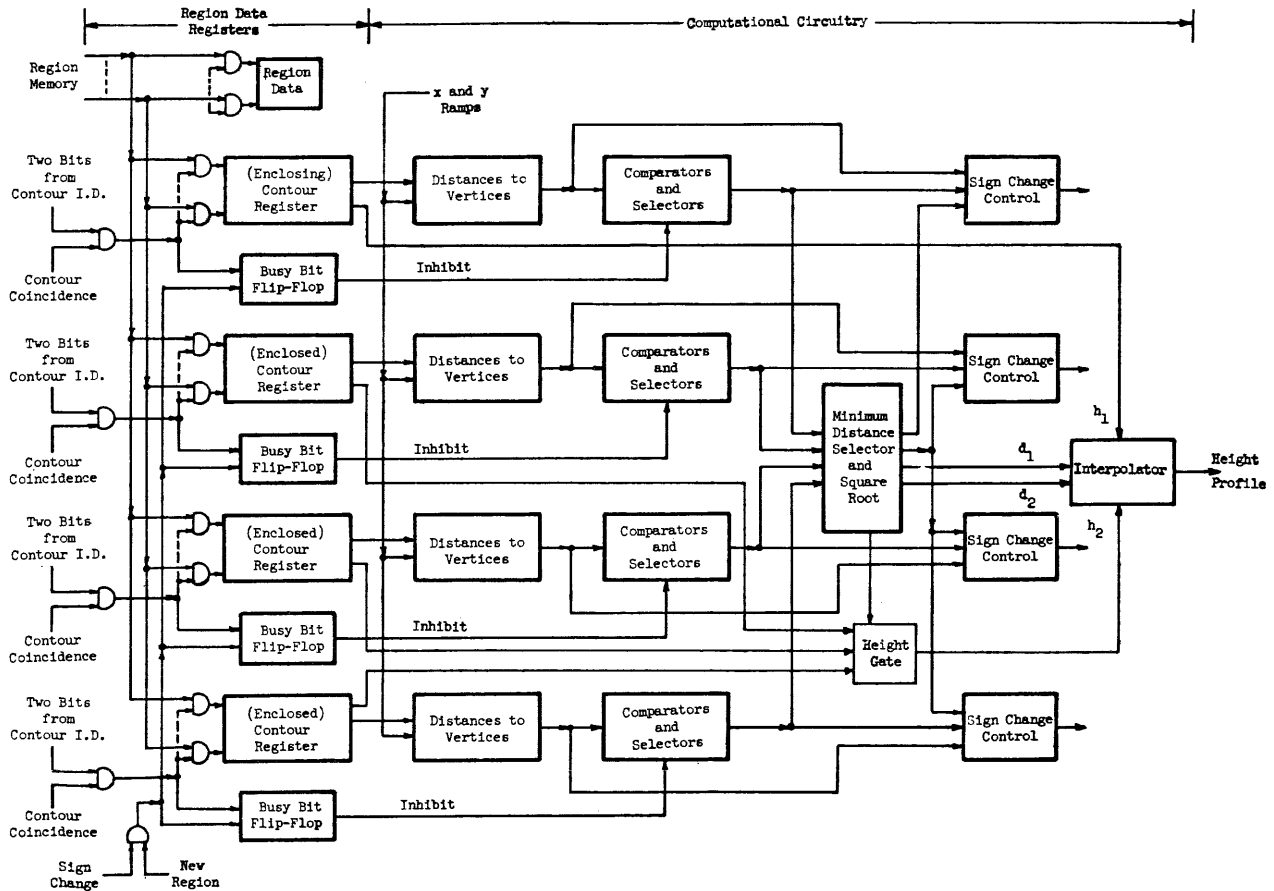 Region Data
Registers
Computational Circuitry
Region
Memory
Region
Data
x and y
Ramps
Two Bits
from
Contour I.D.
(Enclosing)
Contour
Register
Distances to
Vertices
Comparators
and
Selectors
Sign Change
Control
Contour
Coincidence
Busy Bit
Flip-Flop
Inhibit
Two Bits
from
Contour I.D.
(Enclosed)
Contour
Register
Distances to
Vertices
Comparators
and
Selectors
Sign Change
Control
Minimum
Distance
Selector
and
Square
Root
h1
d1
d2
h2
Interpolator
Height
Profile
Contour
Coincidence
Busy Bit
Flip-Flop
Inhibit
Two Bits
from
Contour I.D.
(Enclosed)
Contour
Register
Distances to
Vertices
Comparators
and
Selectors
Sign Change
Control
Contour
Coincidence
Busy Bit
Flip-Flop
Inhibit
Height
Gate
Two Bits
from
Contour I.D.
(Enclosed)
Contour
Register
Distances to
Vertices
Comparators
and
Selectors
Sign Change
Control
Contour
Coincidence
Busy Bit
Flip-Flop
Inhibit
Sign
Change
New
Region